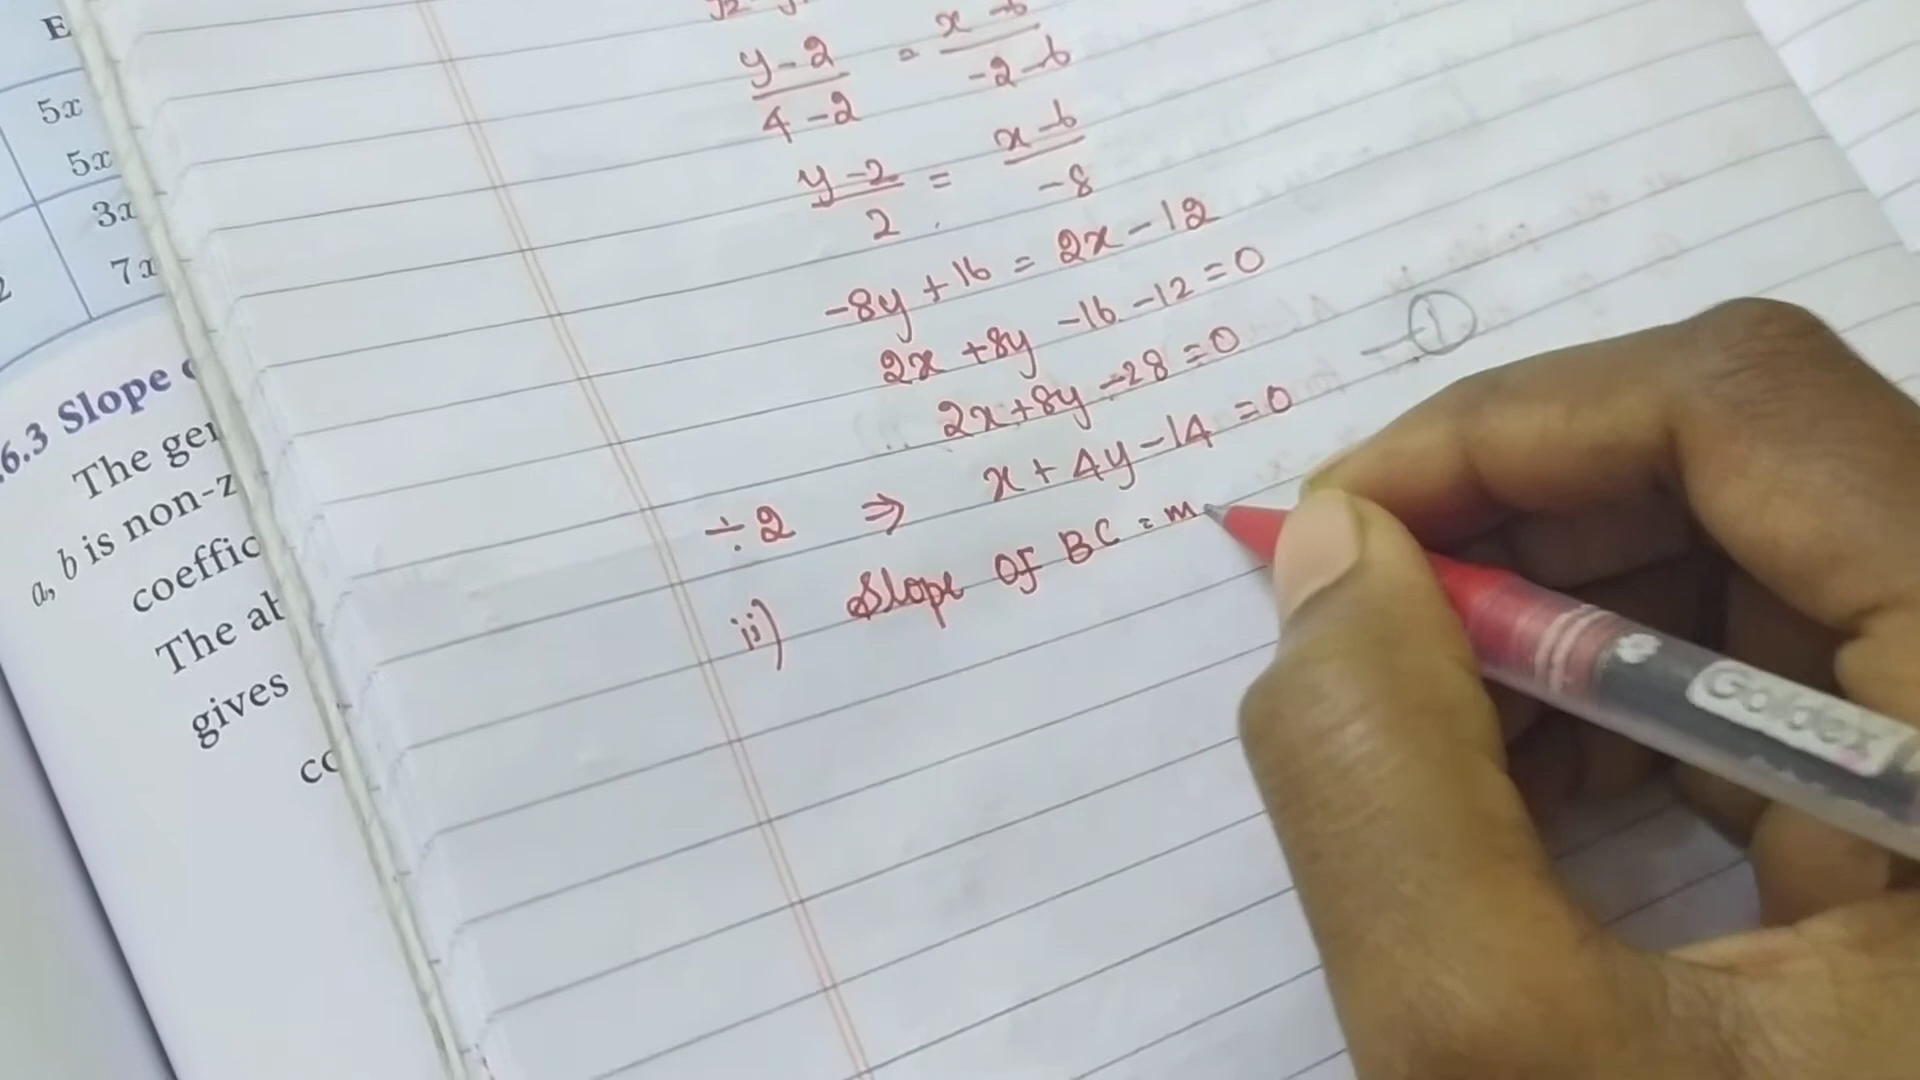 E
5x
5x
3x
7x
6.3 Slope
The
a, b is non-z
coeffic
The
gives
y-2 = x-6
4-2 -2-6
y-2 = x-6
2 -8
-8y+16 = 2x-12
2x +8y -16 -12 =0
2x+8y -28 =0
÷2 ⇒ x+4y-14 =0 — 1
ii) Slope of BC = m
Goldex